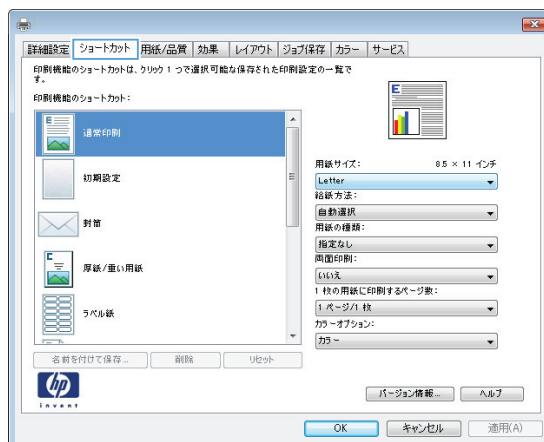 詳細設定 ショートカット 用紙/品質 効果 レイアウト ジョブ保存 カラー サービス
印刷機能のショートカットは、クリック 1 つで選択可能な保存された印刷設定の一覧で
す。
印刷機能のショートカット:
通常印刷
初期設定
封筒
厚紙/重い用紙
ラベル紙
名前を付けて保存... 削除 リセット
E
用紙サイズ: 8.5 × 11 インチ
Letter
給紙方法:
自動選択
用紙の種類:
指定なし
両面印刷:
いいえ
1 枚の用紙に印刷するページ数:
1 ページ/1 枚
カラーオプション:
カラー
hp
invent
バージョン情報... ヘルプ
OK キャンセル 適用(A)